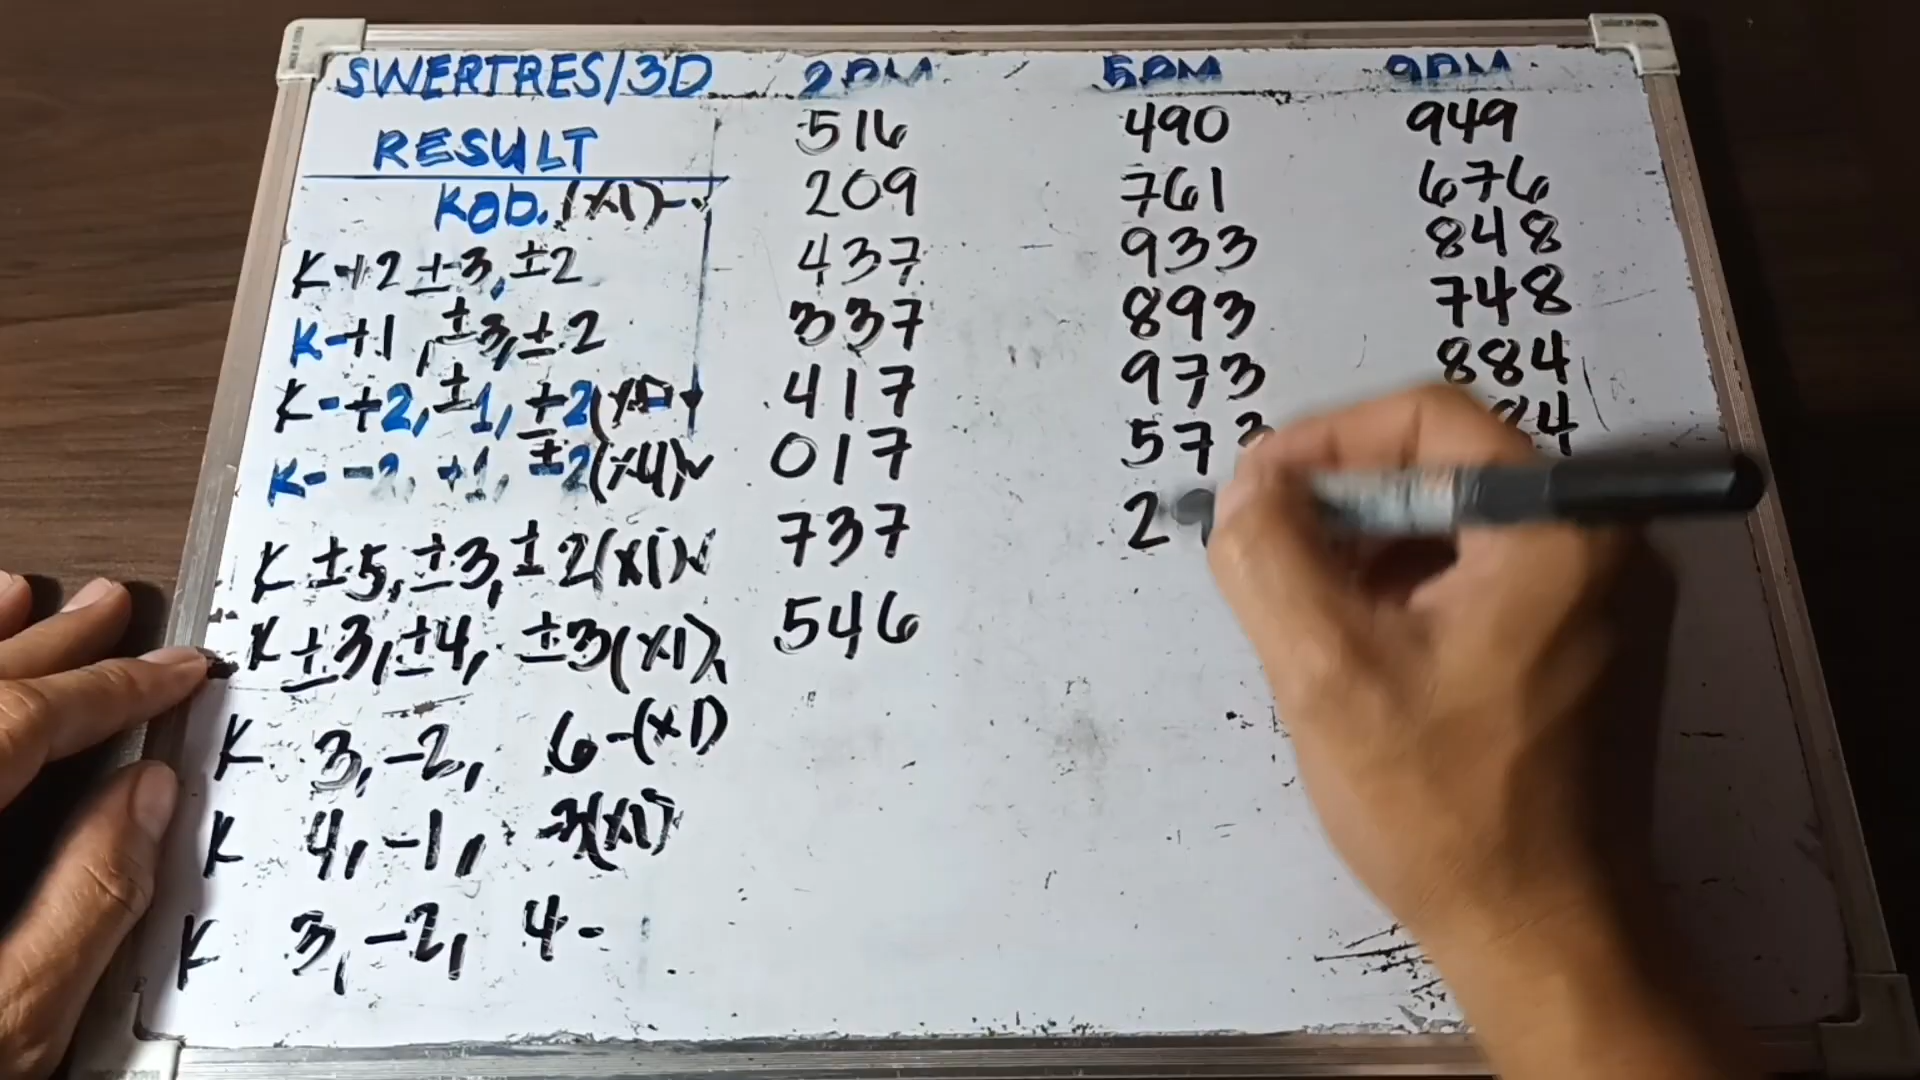 SWERTRES/3D 2PM 5PM 9PM
RESULT 516 490 949
Kab. (x1)- 209 761 676
K +2 ±3, ±2 437 933 848
K-+1, ±3, ±2 337 893 748
K-+2, ±1, ±2(x1) 417 973 884
K--2, +1, ±2(x4) 017 57 4
K ±5, ±3, ±2(x1) 737 2
K ±3, ±4, ±3(x1) 546
K 3, -2, 6-(x1)
K 4, -1, (x1)
K 3, -2, 4-